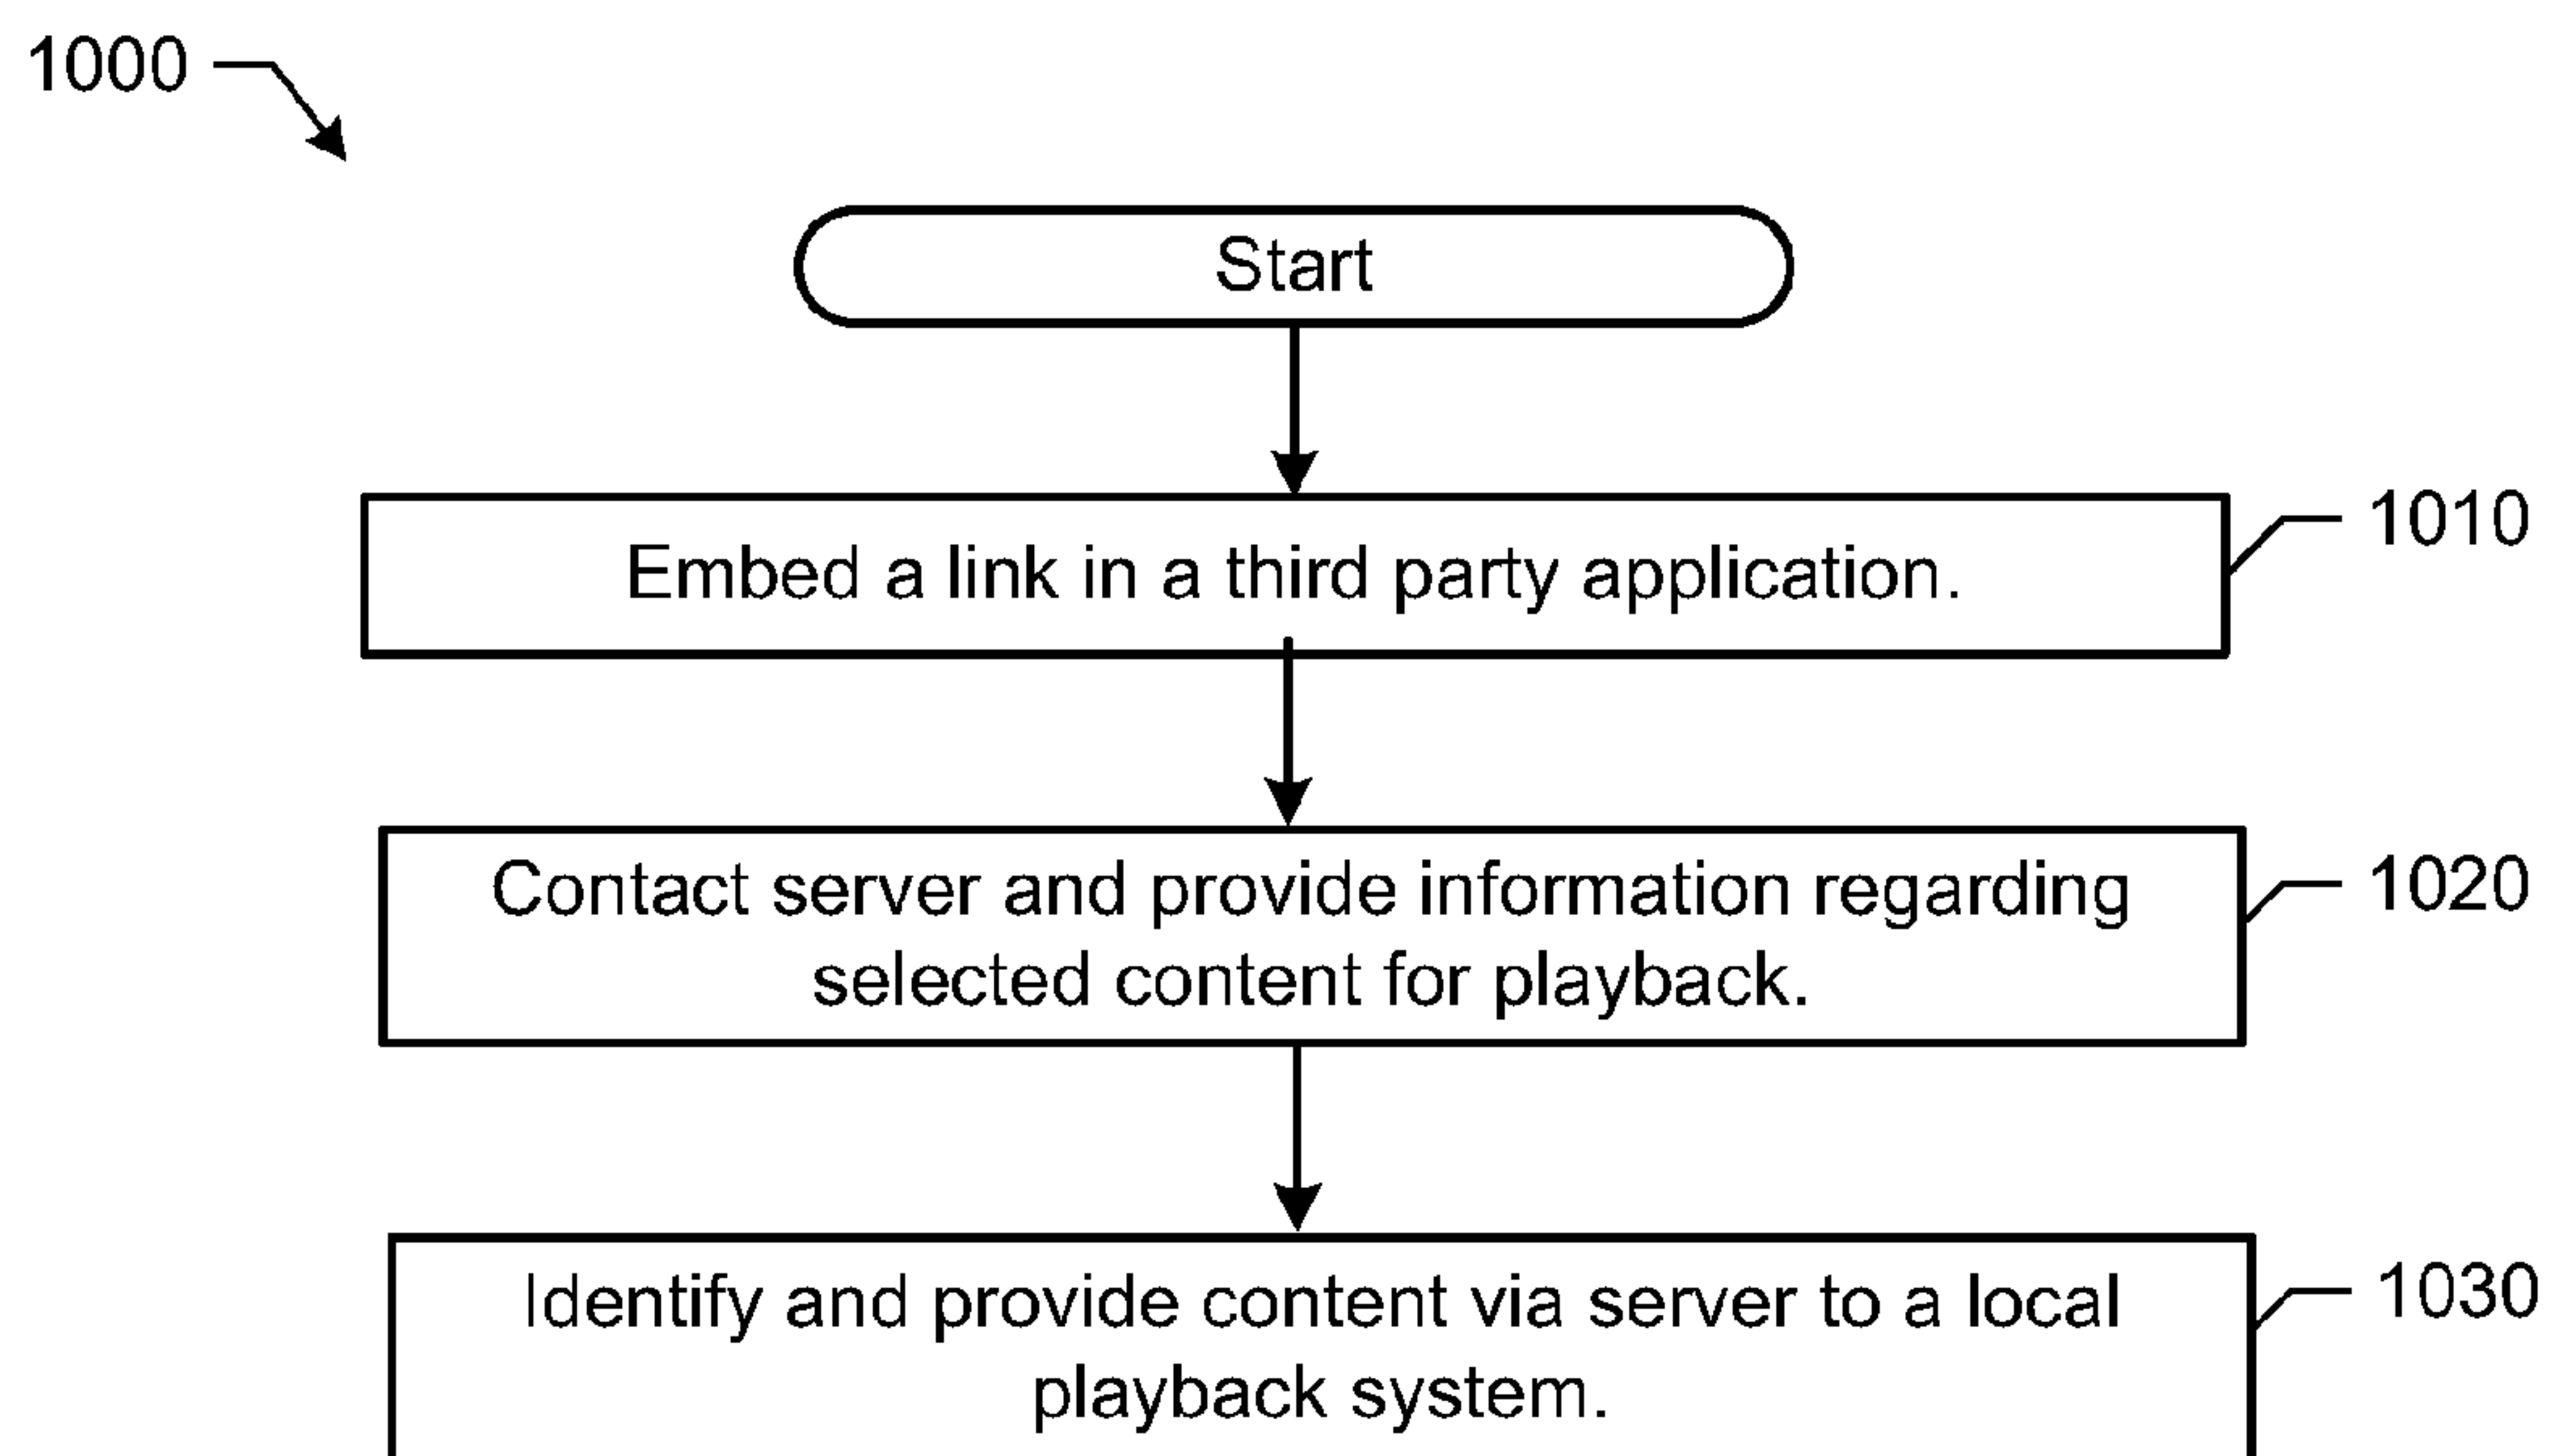 1000
Start
Embed a link in a third party application.
1010
Contact server and provide information regarding
selected content for playback.
1020
Identify and provide content via server to a local
playback system.
1030